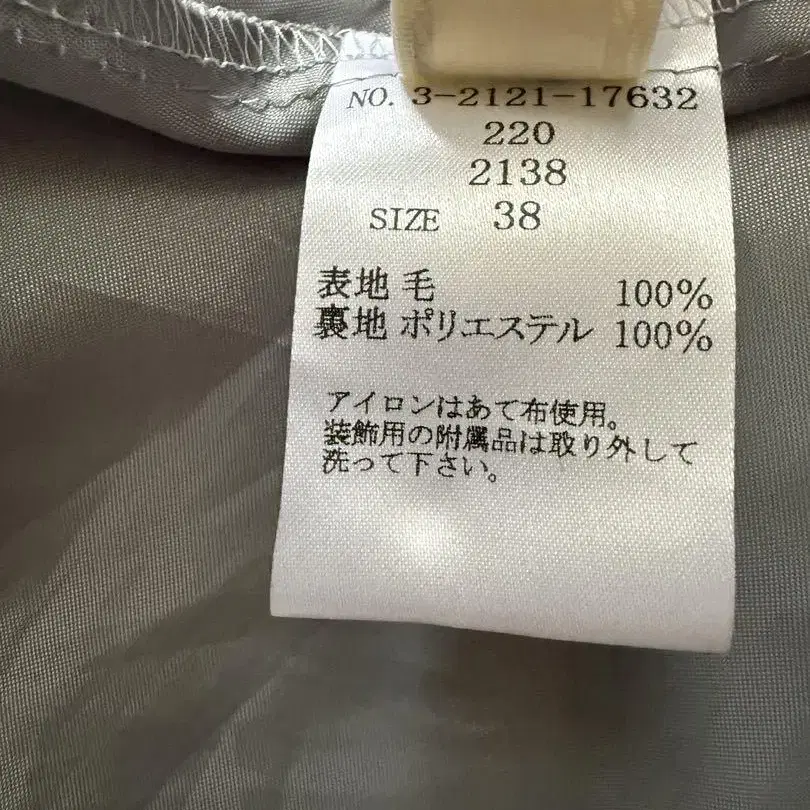 NO. 3-2121-17632
220
2138
SIZE 38
表地 毛 100%
裏地 ポリエステル 100%
アイロンはあて布使用。
装飾用の附属品は取り外して
洗って下さい。